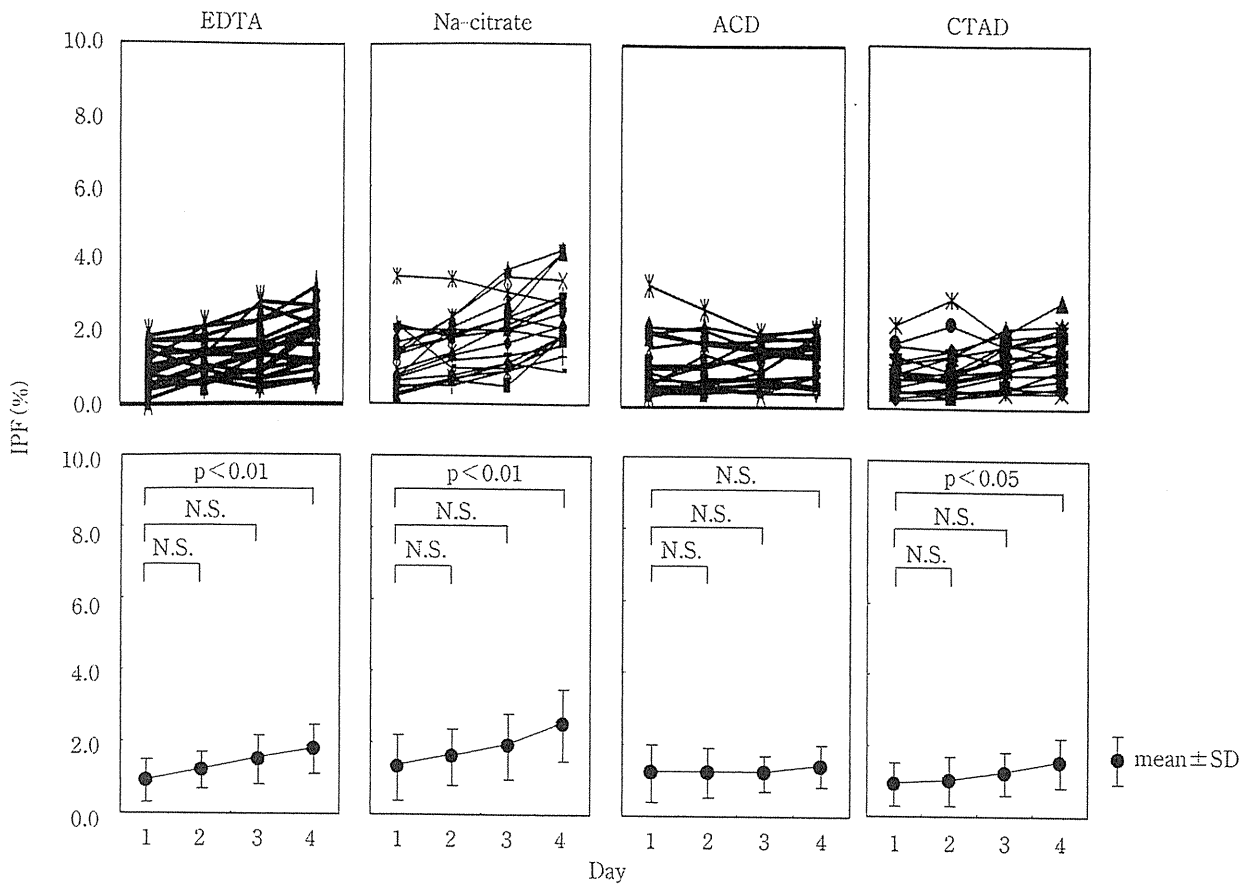 EDTA Na-citrate ACD CTAD
10.0
8.0
6.0
4.0
2.0
0.0
IPF(%)
10.0
8.0
6.0
4.0
2.0
0.0
p<0.01
N.S.
N.S.
p<0.01
N.S.
N.S.
N.S.
N.S.
N.S.
p<0.05
N.S.
N.S.
mean±SD
1 2 3 4 1 2 3 4 1 2 3 4 1 2 3 4
Day